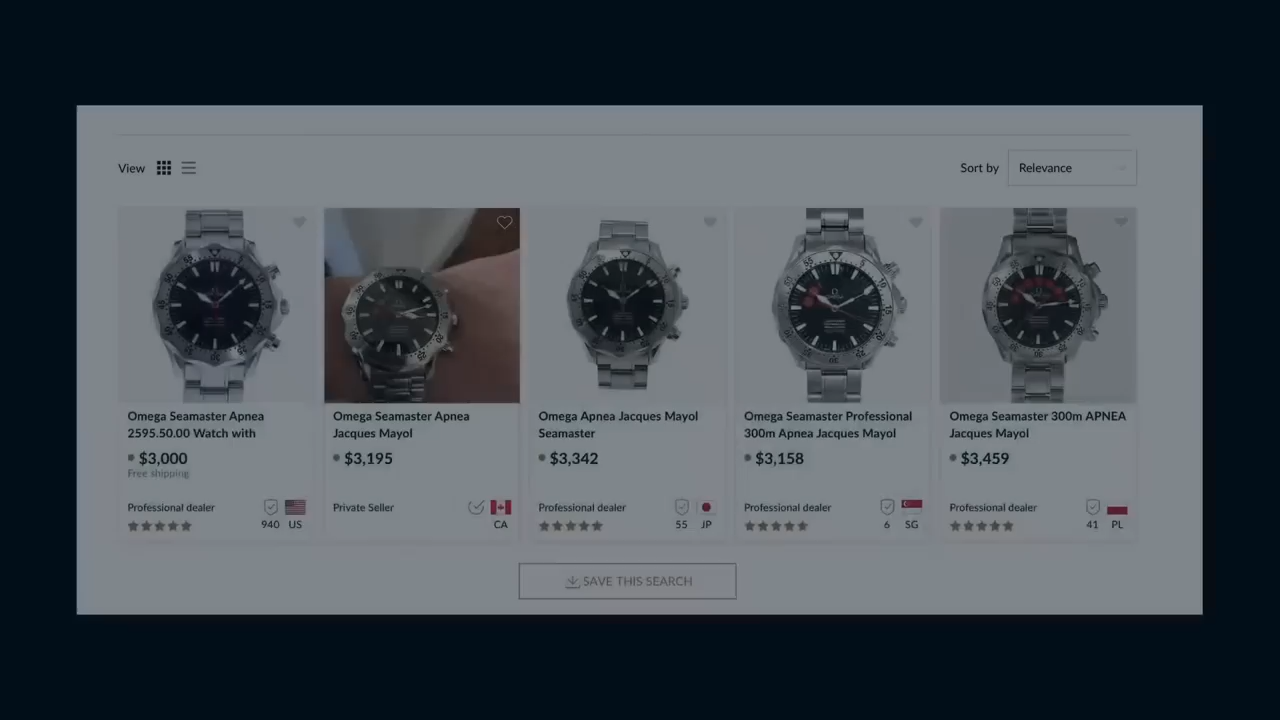 View
Sort by
Relevance
Omega Seamaster Apnea
2595.50.00 Watch with
$3,000
Free shipping
Professional dealer
940 US
Omega Seamaster Apnea
Jacques Mayol
$3,195
Private Seller
CA
Omega Apnea Jacques Mayol
Seamaster
$3,342
Professional dealer
55 JP
Omega Seamaster Professional
300m Apnea Jacques Mayol
$3,158
Professional dealer
6 SG
Omega Seamaster 300m APNEA
Jacques Mayol
$3,459
Professional dealer
41 PL
SAVE THIS SEARCH